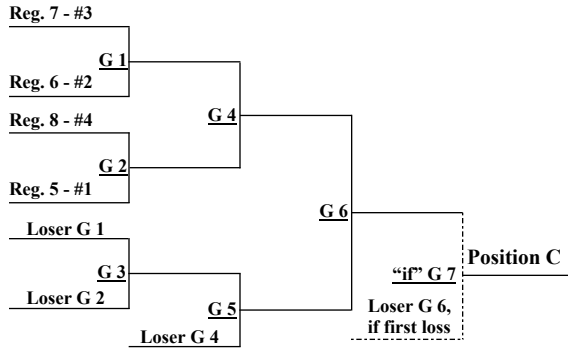 Reg. 7 - #3
G 1
Reg. 6 - #2
G 4
Reg. 8 - #4
G 2
Reg. 5 - #1
G 6
Loser G 1
Position C
G 3
“if” G 7
Loser G 2
G 5
Loser G 6,
if first loss
Loser G 4